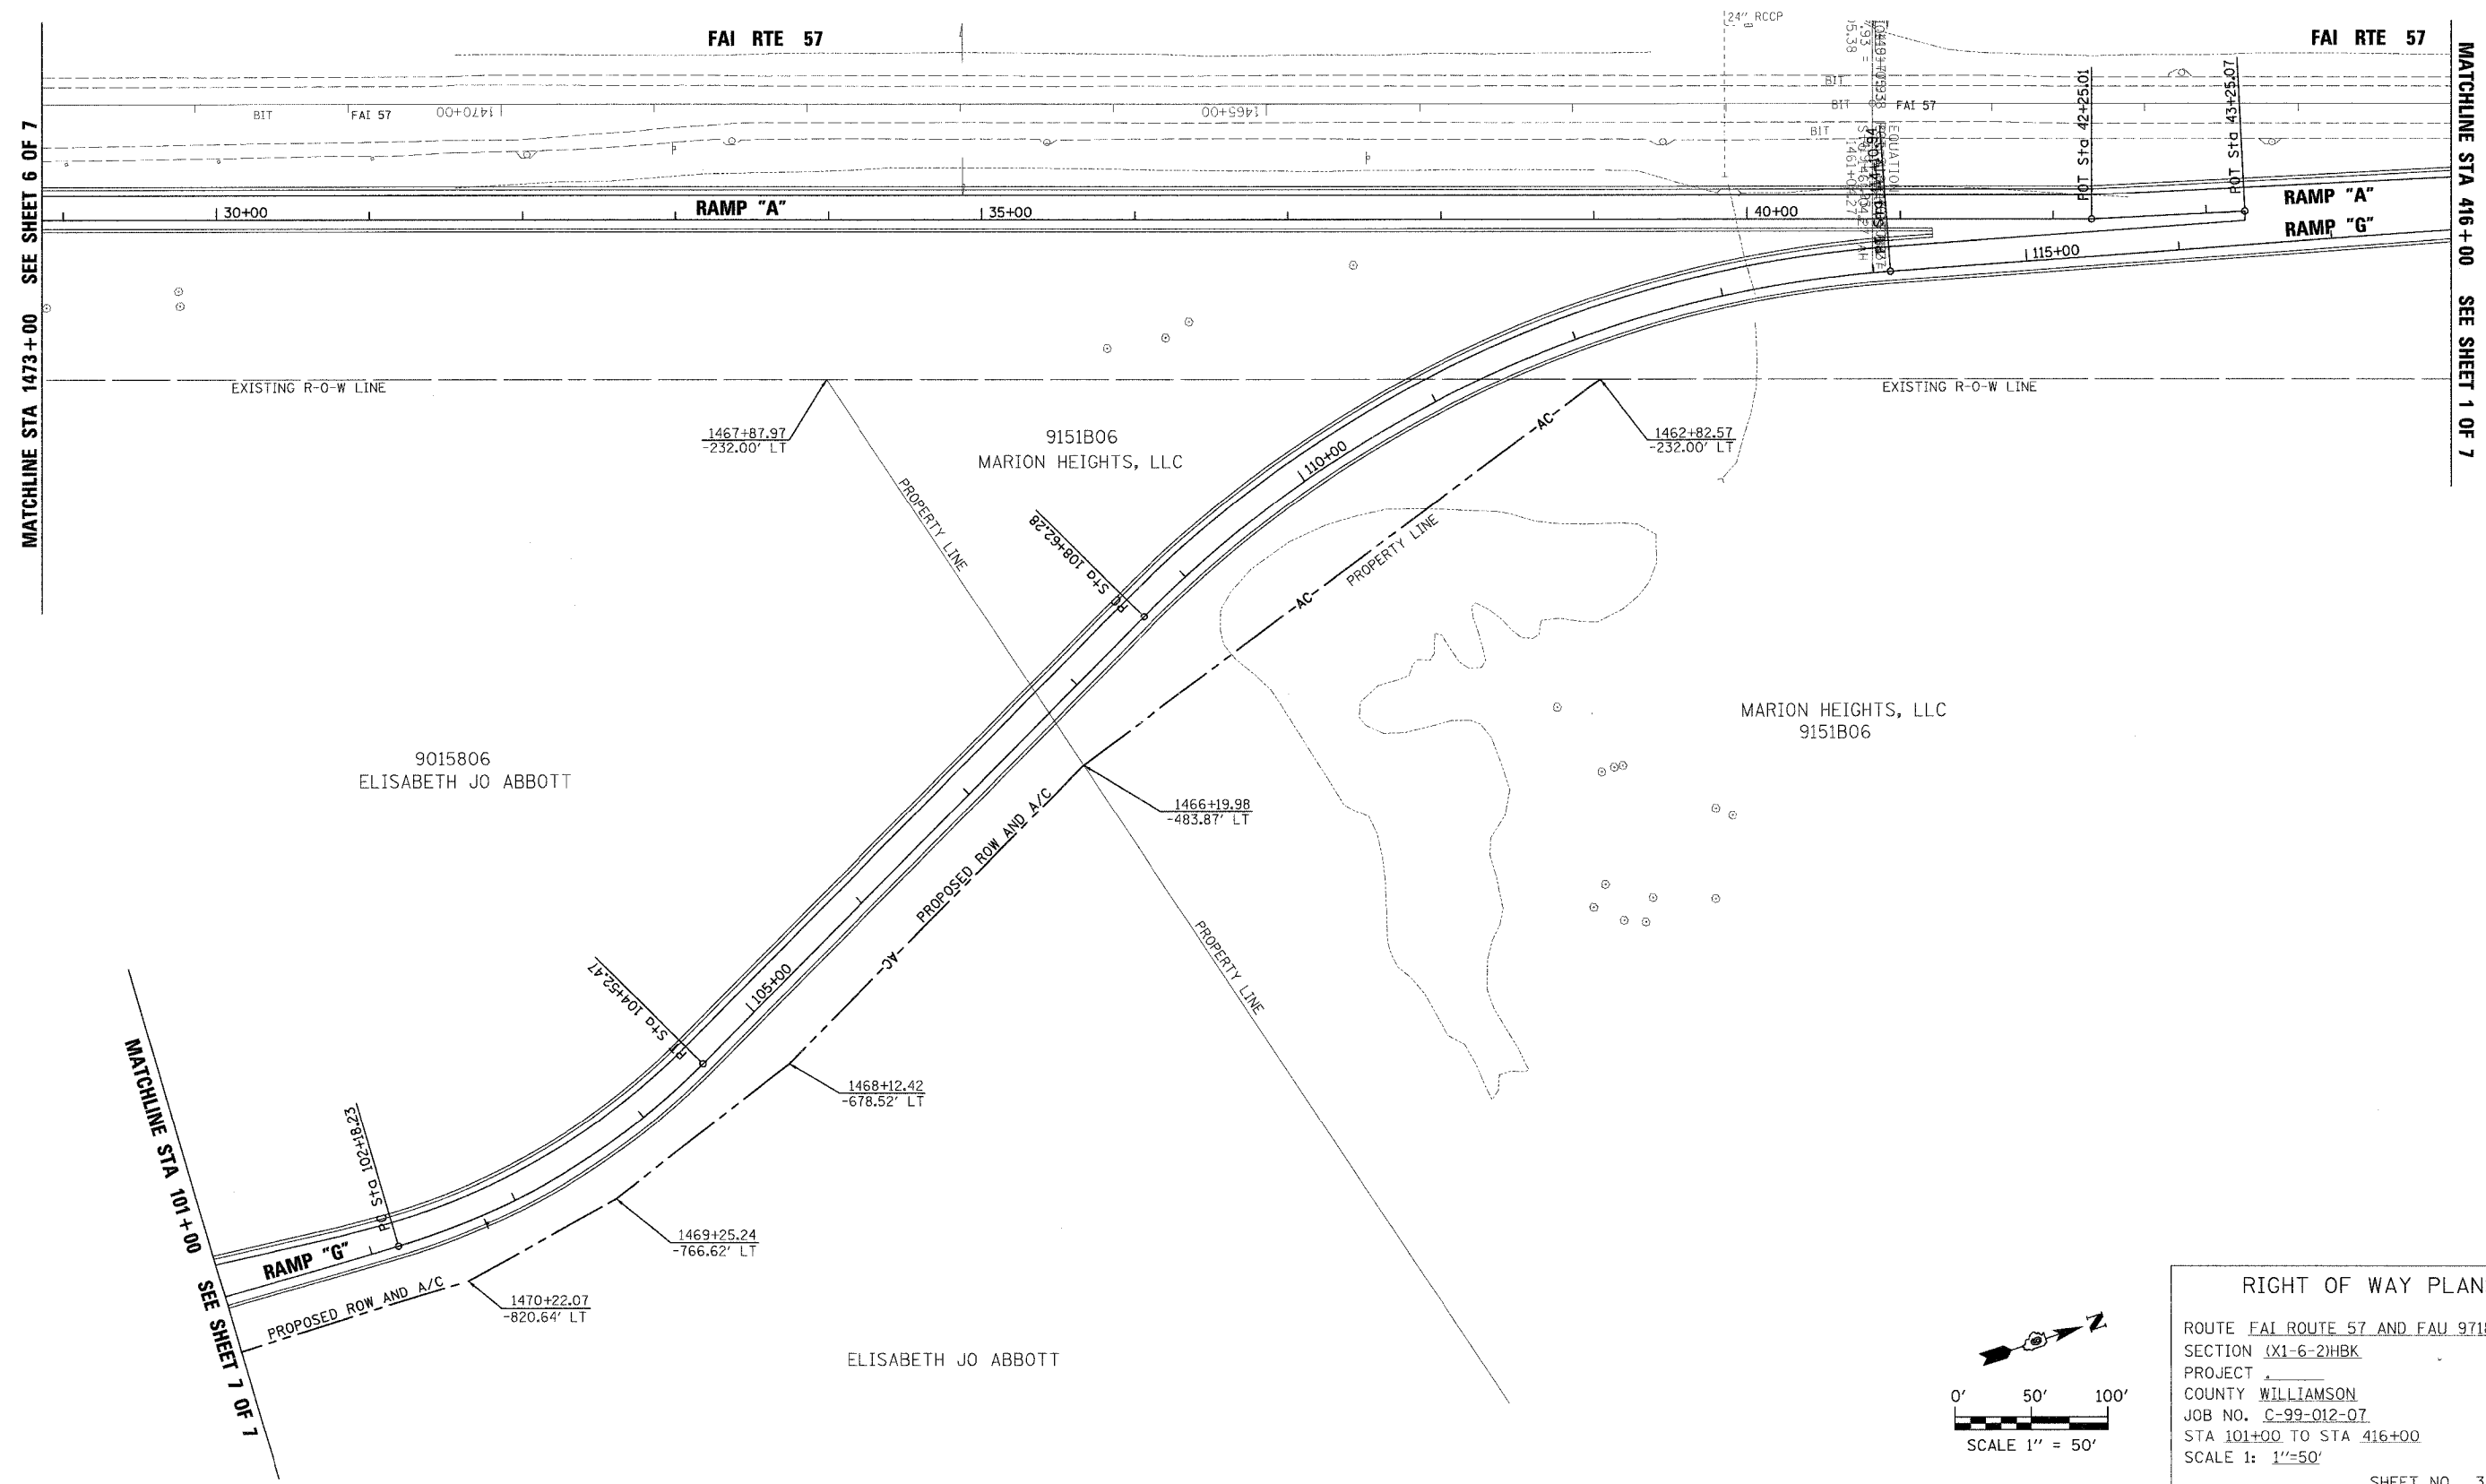 FAI RTE 57
24" RCCP
FAI RTE 57
MATCHLINE STA 1473+00 SEE SHEET 6 OF 7
MATCHLINE STA 416+00 SEE SHEET 1 OF 7
BIT
FAI 57
1470+00
1465+00
BIT
BIT
FAI 57
BIT
EQUATION
POT Sta 42+25.01
POT Sta 43+25.07
30+00
RAMP "A"
35+00
40+00
RAMP "A"
RAMP "G"
115+00
EXISTING R-O-W LINE
EXISTING R-O-W LINE
1467+87.97
-232.00' LT
9151B06
MARION HEIGHTS, LLC
1462+82.57
-232.00' LT
110+00
AC
PROPERTY LINE
PROPERTY LINE
PC Sta 108+62.28
AC
MARION HEIGHTS, LLC
9151B06
9015806
ELISABETH JO ABBOTT
1466+19.98
-483.87' LT
PROPOSED ROW AND A/C
AC
PROPERTY LINE
105+00
PT Sta 104+52.47
1468+12.42
-678.52' LT
PC Sta 102+18.23
MATCHLINE STA 101+00 SEE SHEET 7 OF 7
RAMP "G"
1469+25.24
-766.62' LT
PROPOSED ROW AND A/C
1470+22.07
-820.64' LT
ELISABETH JO ABBOTT
N
0' 50' 100'
SCALE 1" = 50'
RIGHT OF WAY PLAN
ROUTE FAI ROUTE 57 AND FAU 971
SECTION (X1-6-2)HBK
PROJECT
COUNTY WILLIAMSON
JOB NO. C-99-012-07
STA 101+00 TO STA 416+00
SCALE 1: 1"=50'
SHEET NO. 3